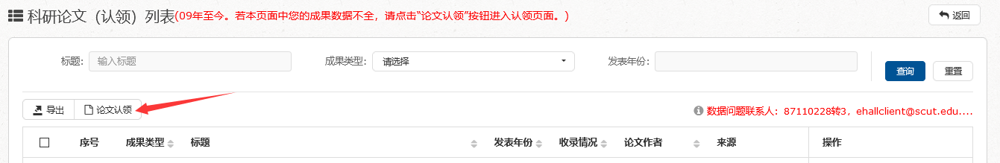 科研论文（认领）列表(09年至今。若本页面中您的成果数据不全，请点击“论文认领”按钮进入认领页面。)
返回
标题: 输入标题 成果类型: 请选择 发表年份:
查询 重置
导出 论文认领
数据问题联系人：87110228转3，ehallclient@scut.edu....
序号 成果类型 标题 发表年份 收录情况 论文作者 来源 操作